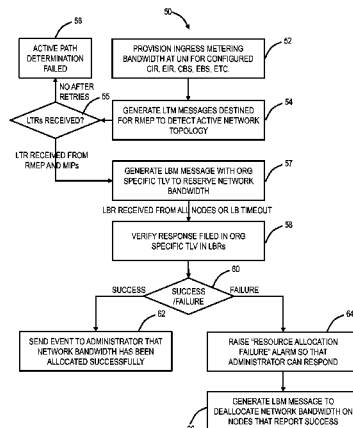 50
56
ACTIVE PATH
DETERMINATION
FAILED
52
PROVISION INGRESS METERING
BANDWIDTH AT UNI FOR CONFIGURED
CIR, EIR, CBS, EBS, ETC.
NO AFTER
RETRIES
55
LTRs RECEIVED?
54
GENERATE LTM MESSAGES DESTINED
FOR RMEP TO DETECT ACTIVE NETWORK
TOPOLOGY
LTR RECEIVED FROM
RMEP AND MIPs
57
GENERATE LBM MESSAGE WITH ORG
SPECIFIC TLV TO RESERVE NETWORK
BANDWIDTH
LBR RECEIVED FROM ALL NODES OR LB TIMEOUT
58
VERIFY RESPONSE FILED IN ORG
SPECIFIC TLV IN LBRs
60
SUCCESS
SUCCESS
/FAILURE
FAILURE
62
SEND EVENT TO ADMINISTRATOR THAT
NETWORK BANDWIDTH HAS BEEN
ALLOCATED SUCCESSFULLY
64
RAISE "RESOURCE ALLOCATION
FAILURE" ALARM SO THAT
ADMINISTRATOR CAN RESPOND
GENERATE LBM MESSAGE TO
DEALLOCATE NETWORK BANDWIDTH ON
NODES THAT REPORT SUCCESS